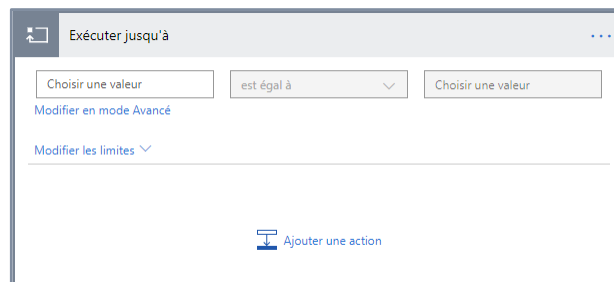 Exécuter jusqu'à
Choisir une valeur
est égal à
Choisir une valeur
Modifier en mode Avancé
Modifier les limites
Ajouter une action